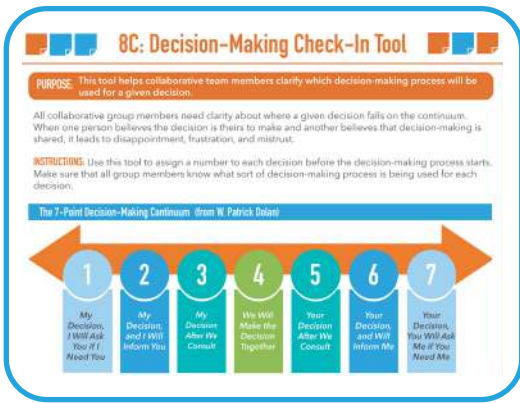 8C: Decision-Making Check-In Tool
PURPOSE: This tool helps collaborative team members clarify which decision-making process will be
used for a given decision.
All collaborative group members need clarity about where a given decision falls on the continuum.
When one person believes the decision is theirs to make and another believes that decision-making is
shared, it leads to disappointment, frustration, and mistrust.
INSTRUCTIONS: Use this tool to assign a number to each decision before the decision-making process starts.
Make sure that all group members know what sort of decision-making process is being used for each
decision.
The 7-Point Decision-Making Continuum (from W. Patrick Dolan)
1
My
Decision,
I Will Ask
You if I
Need You
2
My
Decision,
and I Will
Inform You
3
My
Decision
After We
Consult
4
We Will
Make the
Decision
Together
5
Your
Decision
After We
Consult
6
Your
Decision,
and Will
Inform Me
7
Your
Decision,
You Will Ask
Me if You
Need Me